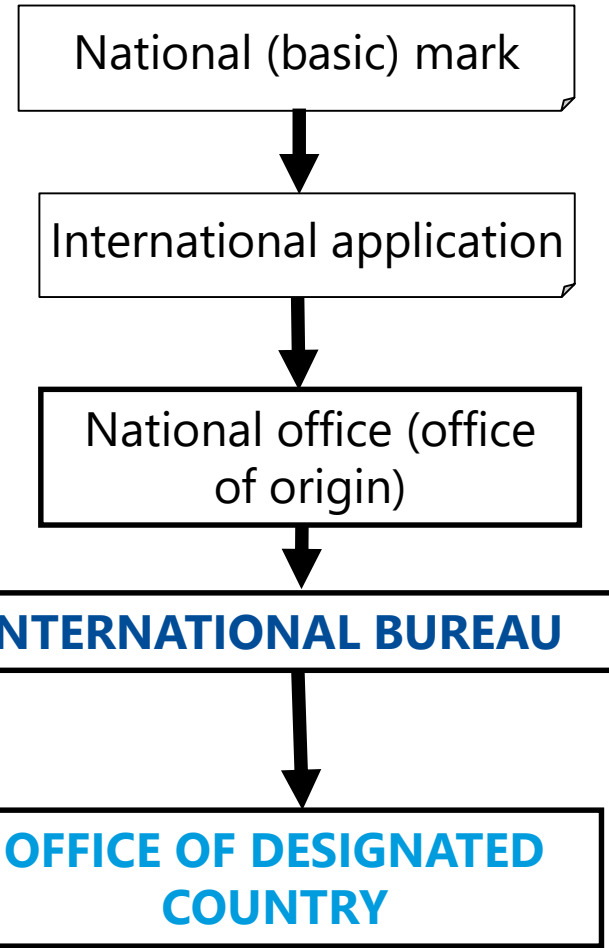 National (basic) mark
International application
National office (office
of origin)
NTERNATIONAL BUREAU
OFFICE OF DESIGNATED
COUNTRY